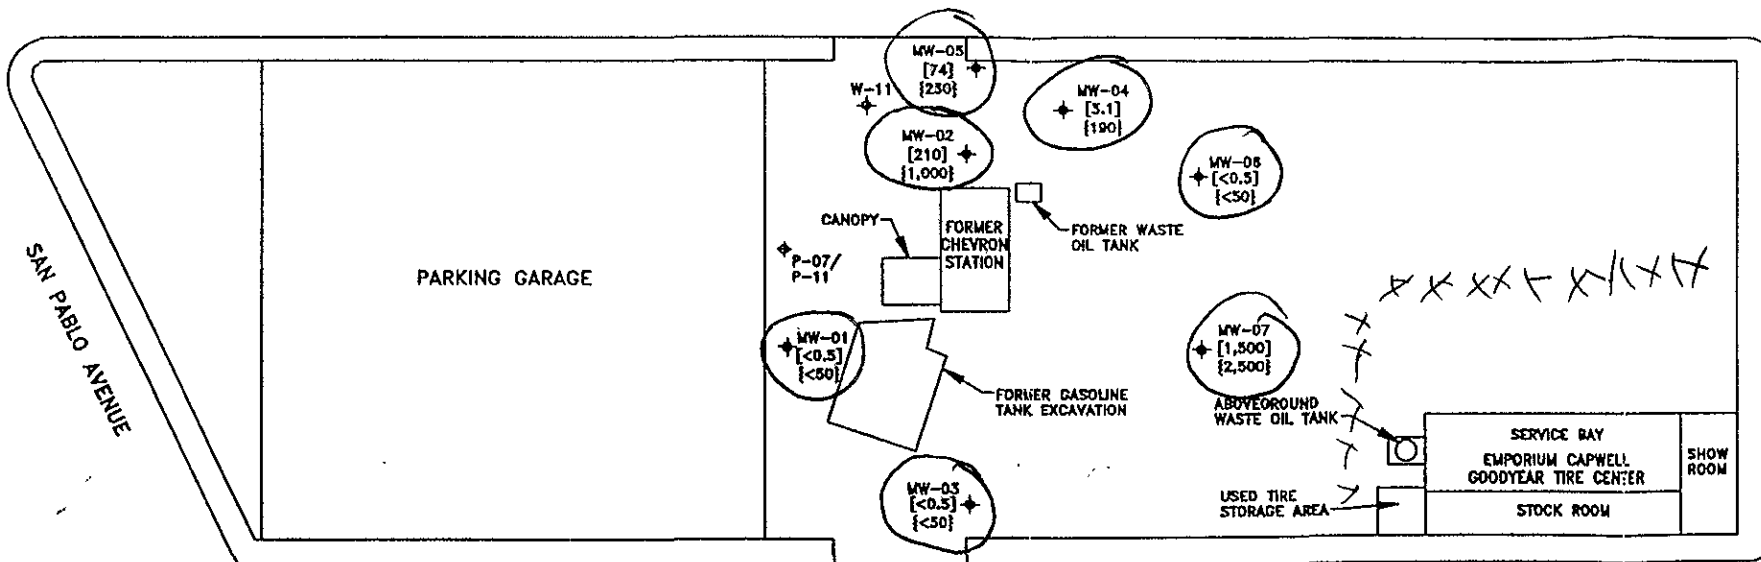 MW-05
[74]
{230}
W-11
MW-04
[3.1]
{190}
MW-02
[210]
{1,000}
MW-06
[<0.5]
{<50}
CANOPY
FORMER
CHEVRON
STATION
FORMER WASTE
OIL TANK
SAN PABLO AVENUE
PARKING GARAGE
P-07/
P-11
MW-01
[<0.5]
{<50}
MW-07
[1,500]
{2,500}
FORMER GASOLINE
TANK EXCAVATION
ABOVEGROUND
WASTE OIL TANK
SERVICE BAY
EMPORIUM CAPWELL
GOODYEAR TIRE CENTER
SHOW
ROOM
MW-03
[<0.5]
{<50}
USED TIRE
STORAGE AREA
STOCK ROOM